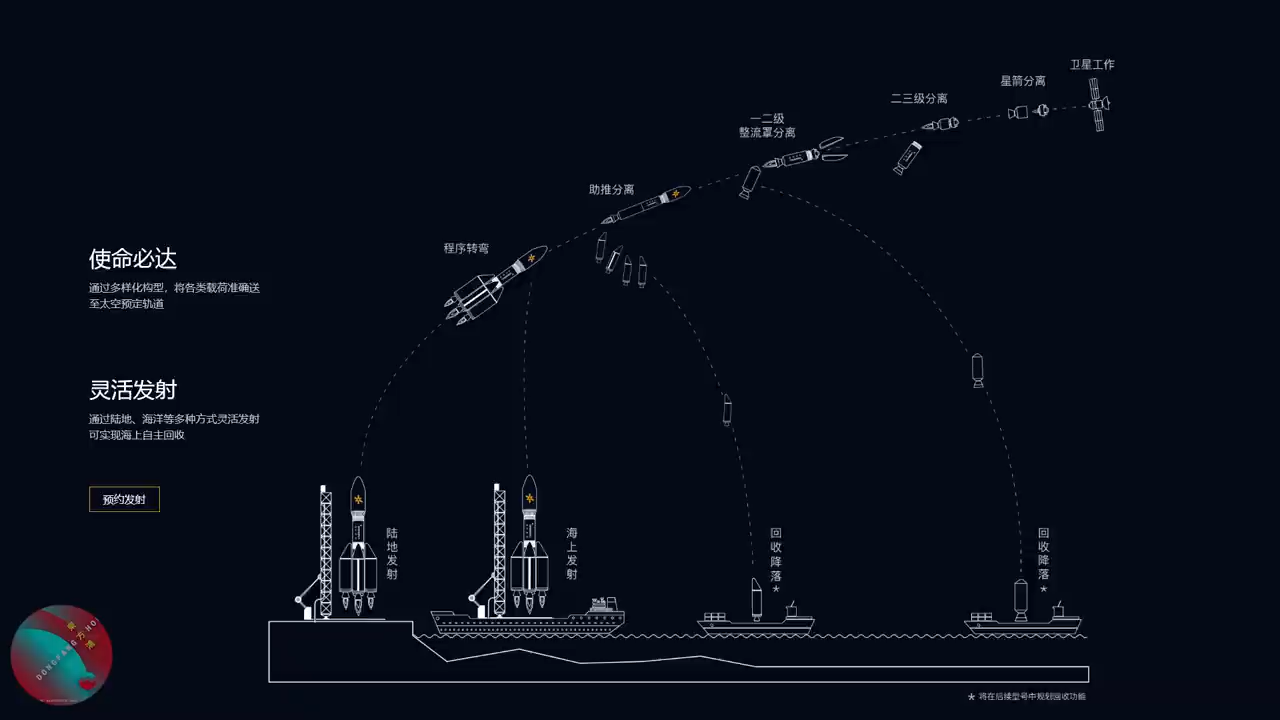 卫星工作
星箭分离
二三级分离
一二级
整流罩分离
助推分离
程序转弯
使命必达
通过多样化构型，将各类载荷准确送
至太空预定轨道
灵活发射
通过陆地、海洋等多种方式灵活发射
可实现海上自主回收
预约发射
陆地发射
海上发射
回收降落*
回收降落*
DONGFANG HO
东方
* 将在后续型号中规划回收功能